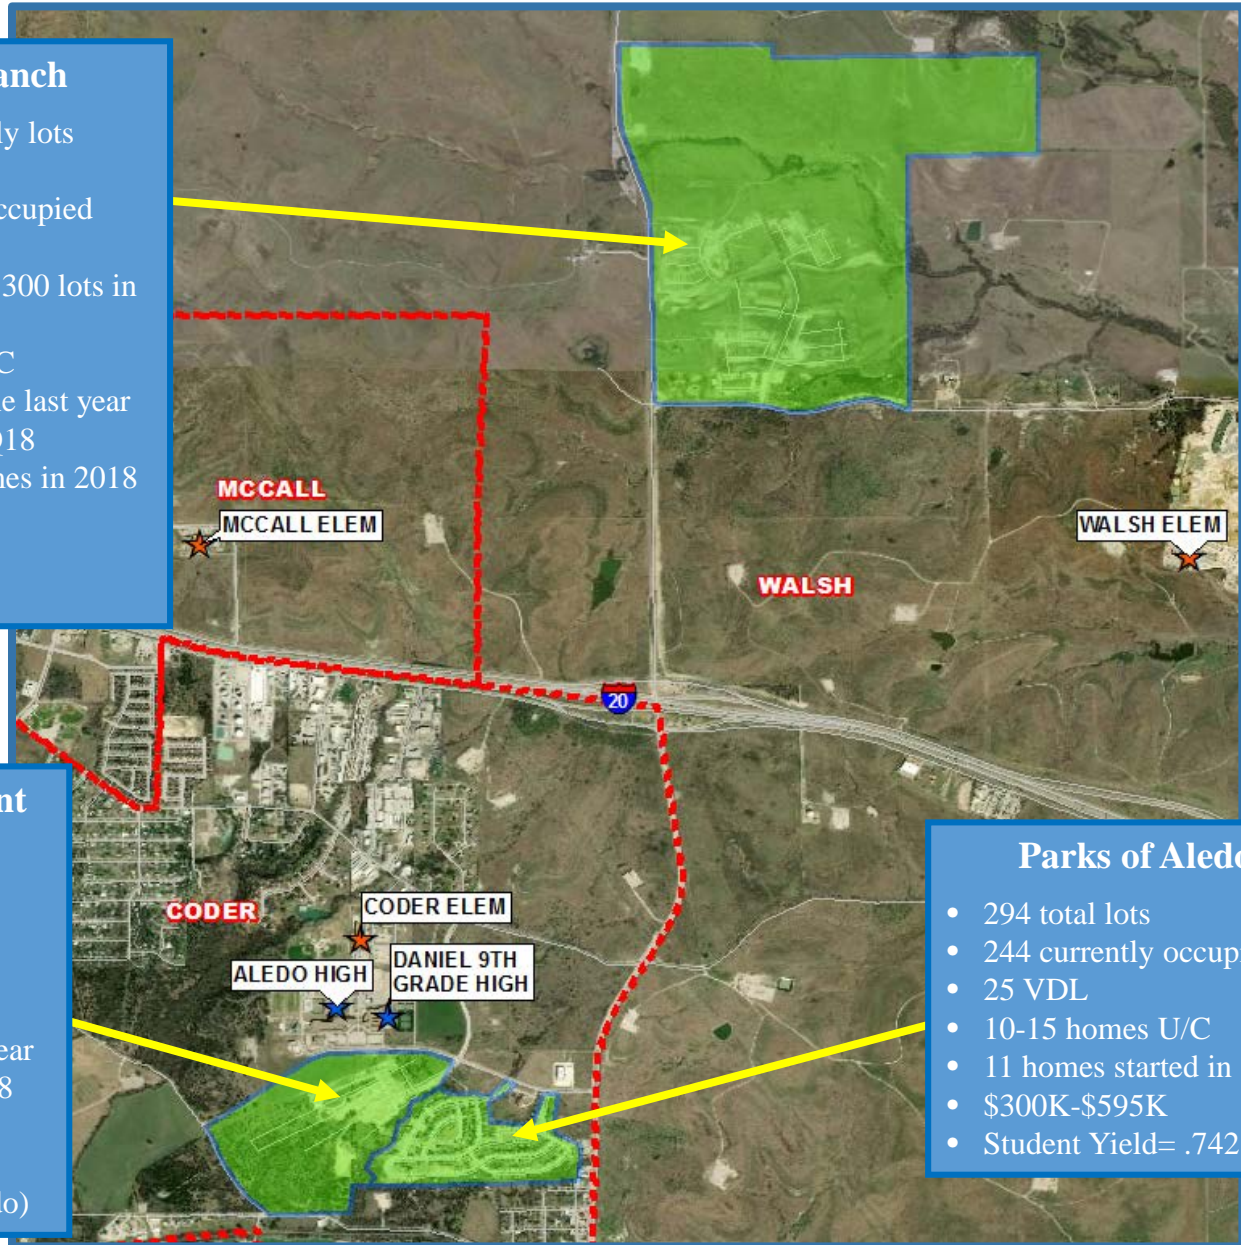 anch
ly lots
ccupied
300 lots in
C
e last year
Q18
nes in 2018
MCCALL
MCCALL ELEM
WALSH ELEM
WALSH
20
nt
ear
8
do)
CODER
CODER ELEM
ALEDO HIGH
DANIEL 9TH
GRADE HIGH
Parks of Aledo
• 294 total lots
• 244 currently occup
• 25 VDL
• 10-15 homes U/C
• 11 homes started in
• $300K-$595K
• Student Yield= .742